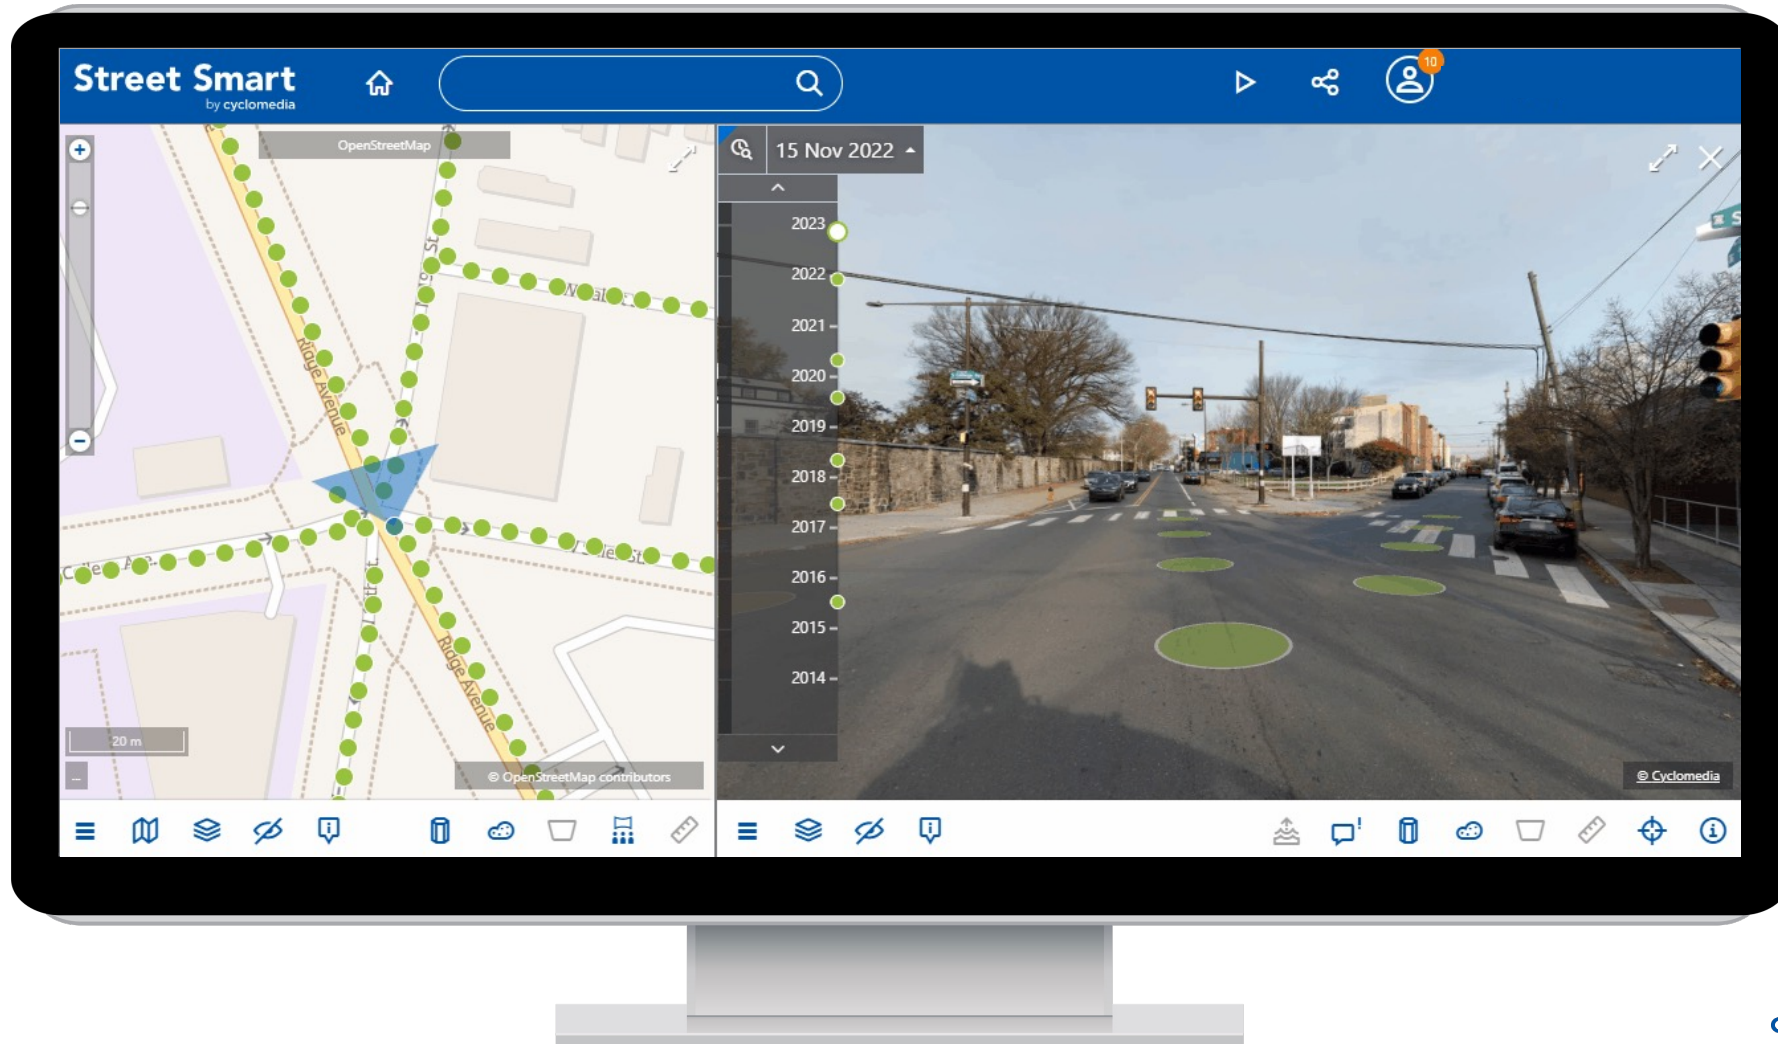 Street Smart
by cyclomedia
10
OpenStreetMap
Ridge Avenue
Ridge Avenue
20 m
...
© OpenStreetMap contributors
15 Nov 2022
2023
2022
2021
2020
2019
2018
2017
2016
2015
2014
© Cyclomedia